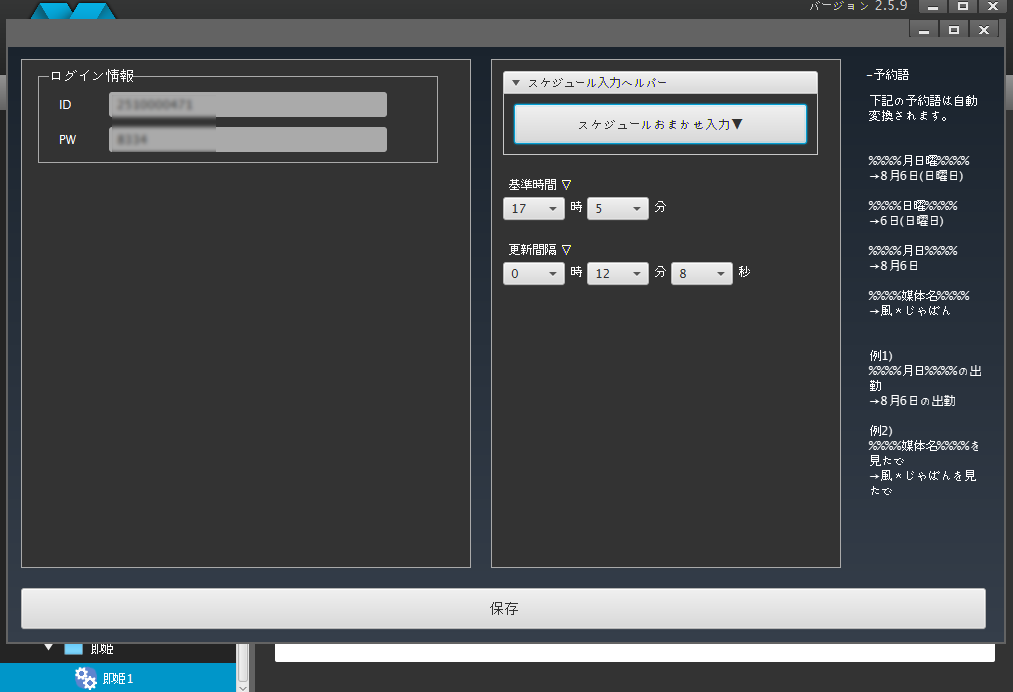 バージョン 2.5.9
ログイン情報
ID
PW
▼ スケジュール入力ヘルパー
スケジュールおまかせ入力▼
基準時間 ▽
17 時 5 分
更新間隔 ▽
0 時 12 分 8 秒
−予約語
下記の予約語は自動
変換されます。
%%%%月日曜%%%%
→8月6日(日曜日)
%%%%日曜%%%%
→6日(日曜日)
%%%%月日%%%%
→8月6日
%%%%媒体名%%%%
→風*じゃぱん
例1)
%%%%月日%%%%の出
勤
→8月6日の出勤
例2)
%%%%媒体名%%%%を
見たで
→風*じゃぱんを見
たで
保存
即姫
即姫1